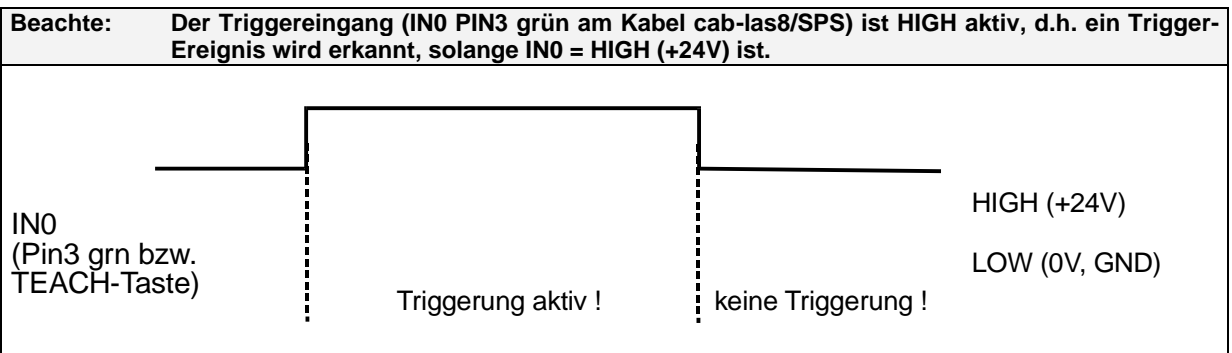 Beachte: Der Triggereingang (IN0 PIN3 grün am Kabel cab-las8/SPS) ist HIGH aktiv, d.h. ein Trigger-
Ereignis wird erkannt, solange IN0 = HIGH (+24V) ist.
IN0
(Pin3 grn bzw.
TEACH-Taste)
HIGH (+24V)
LOW (0V, GND)
Triggerung aktiv !
keine Triggerung !